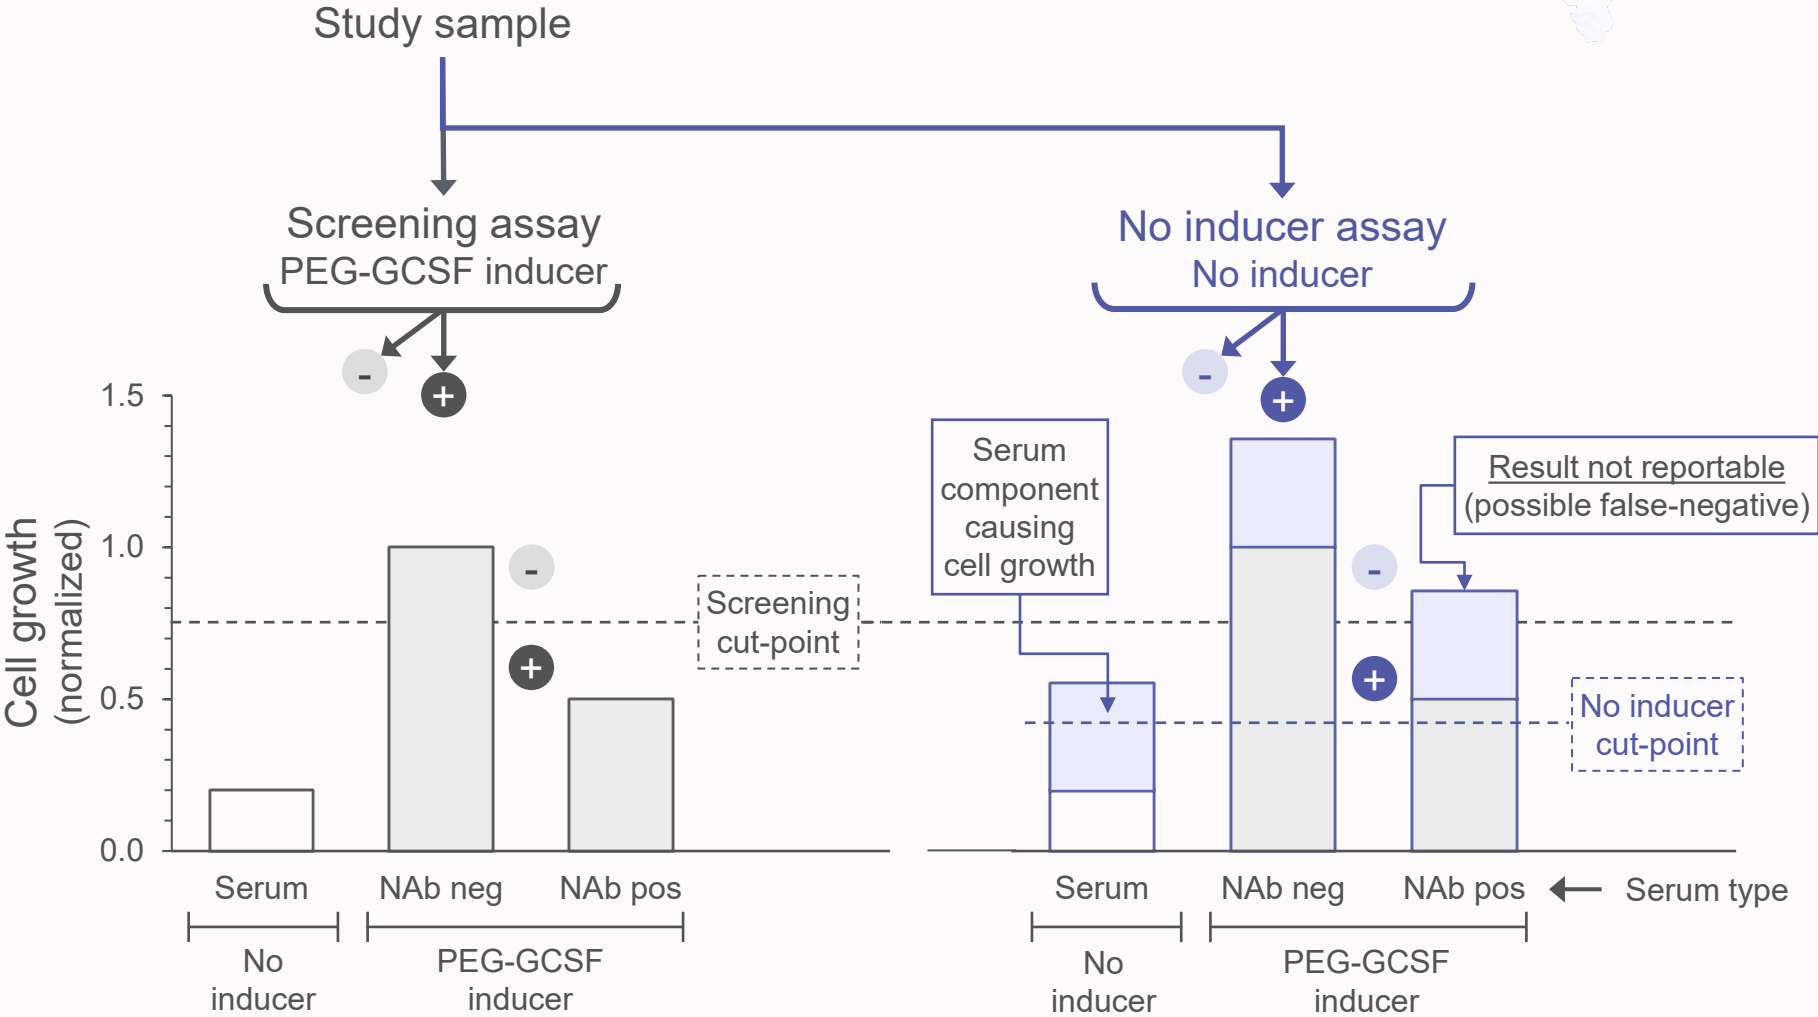 Study sample
Screening assay
PEG-GCSF inducer
-
+
No inducer assay
No inducer
-
+
Cell growth
(normalized)
1.5
1.0
0.5
0.0
-
+
Screening
cut-point
Serum
component
causing
cell growth
-
+
Result not reportable
(possible false-negative)
No inducer
cut-point
Serum
NAb neg
NAb pos
No
inducer
PEG-GCSF
inducer
Serum
NAb neg
NAb pos
Serum type
No
inducer
PEG-GCSF
inducer